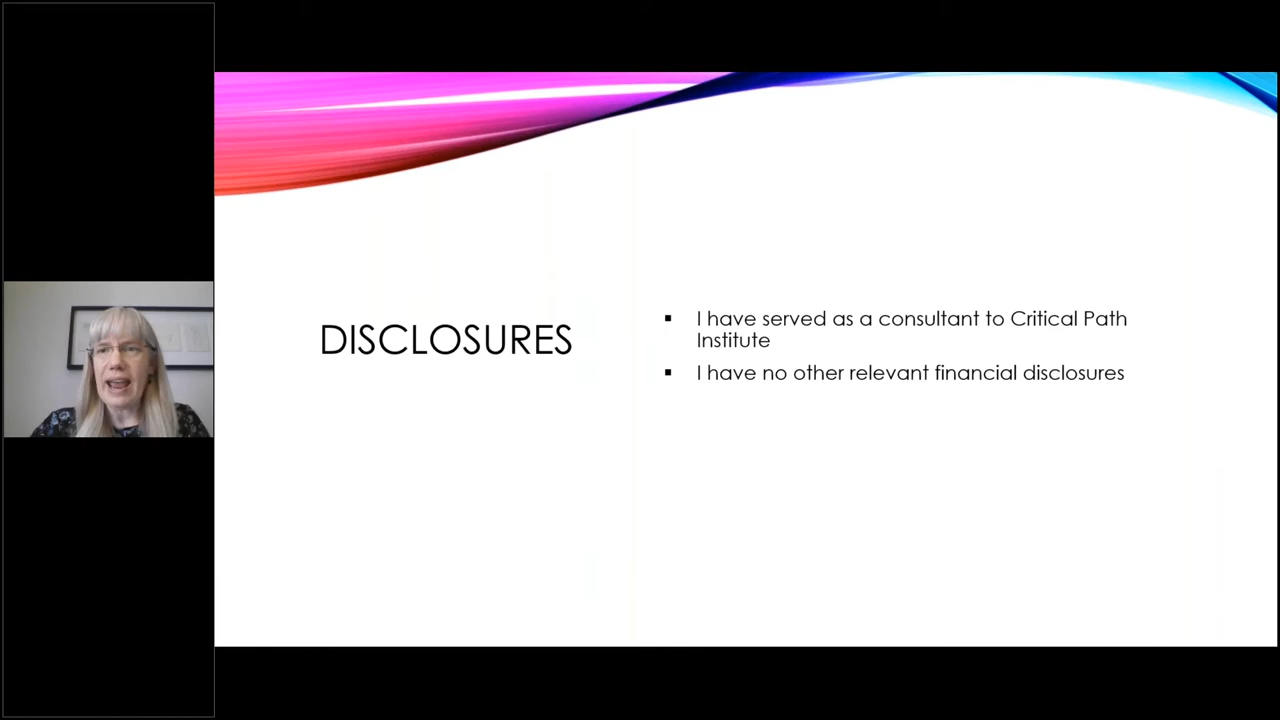 DISCLOSURES
▪ I have served as a consultant to Critical Path
Institute
▪ I have no other relevant financial disclosures